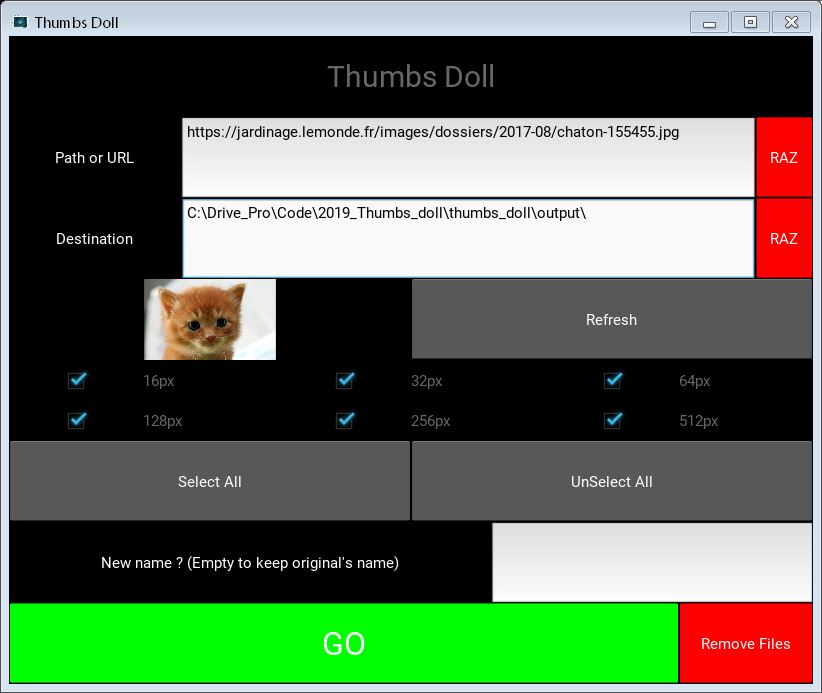 Thumbs Doll
Thumbs Doll
Path or URL
https://jardinage.lemonde.fr/images/dossiers/2017-08/chaton-155455.jpg
RAZ
Destination
C:\Drive_Pro\Code\2019_Thumbs_doll\thumbs_doll\output\
RAZ
Refresh
16px
32px
64px
128px
256px
512px
Select All
UnSelect All
New name ? (Empty to keep original's name)
GO
Remove Files